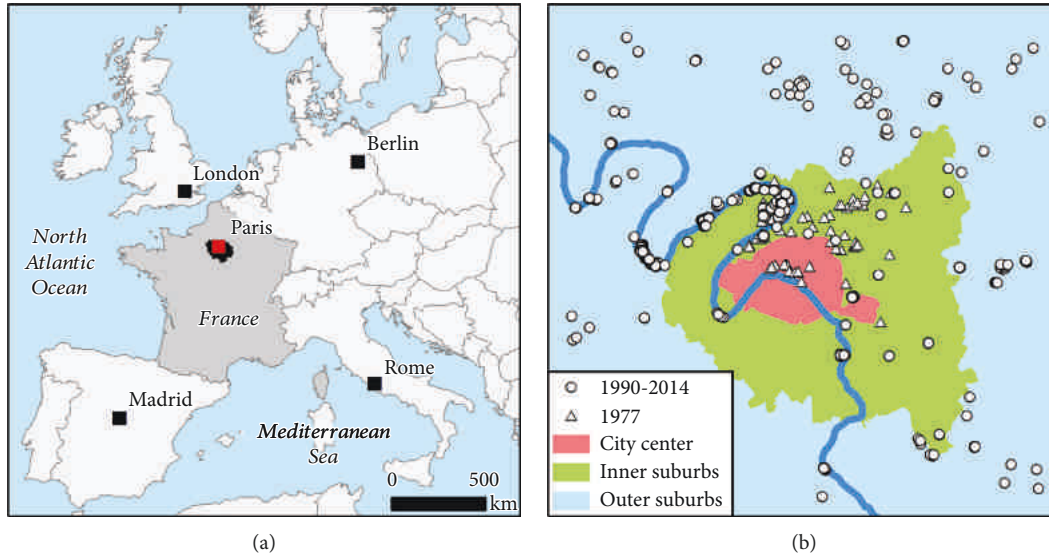 Berlin
London
Paris
North
Atlantic
Ocean
France
Rome
Madrid
Mediterranean
Sea
0 500
km
(a)
1990-2014
1977
City center
Inner suburbs
Outer suburbs
(b)